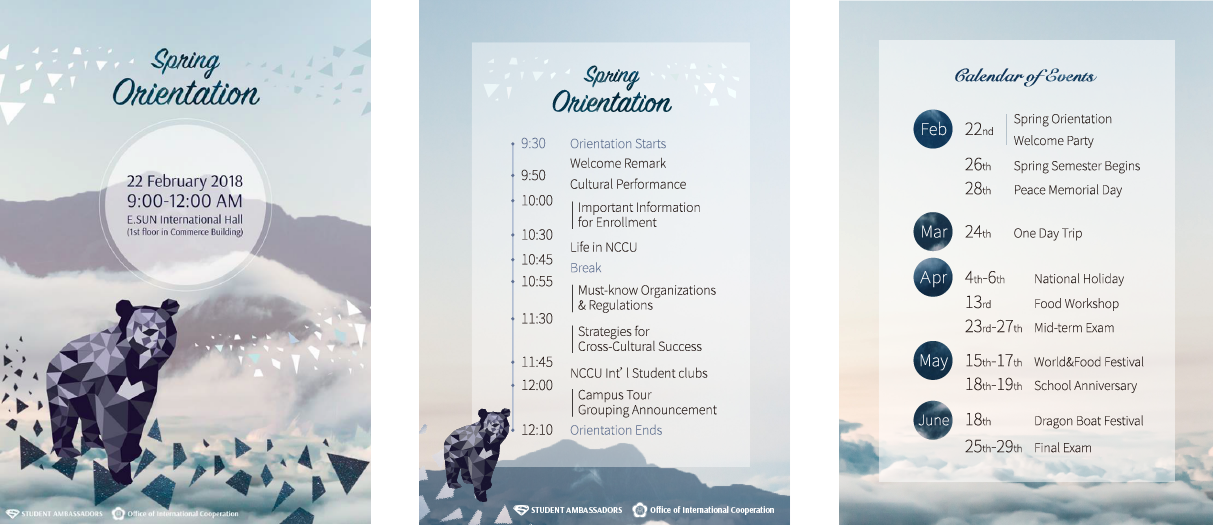 Spring
Orientation
22 February 2018
9:00-12:00 AM
E.SUN International Hall
(1st floor in Commerce Building)
STUDENT AMBASSADORS Office of International Cooperation
Spring
Orientation
9:30 Orientation Starts
Welcome Remark
9:50
Cultural Performance
10:00
Important Information
for Enrollment
10:30
Life in NCCU
10:45
Break
10:55
Must-know Organizations
& Regulations
11:30
Strategies for
Cross-Cultural Success
11:45
NCCU Int' l Student clubs
12:00
Campus Tour
Grouping Announcement
12:10 Orientation Ends
STUDENT AMBASSADORS Office of International Cooperation
Calendar of Events
Feb 22nd Spring Orientation
Welcome Party
26th Spring Semester Begins
28th Peace Memorial Day
Mar 24th One Day Trip
Apr 4th-6th National Holiday
13rd Food Workshop
23rd-27th Mid-term Exam
May 15th-17th World&Food Festival
18th-19th School Anniversary
June 18th Dragon Boat Festival
25th-29th Final Exam